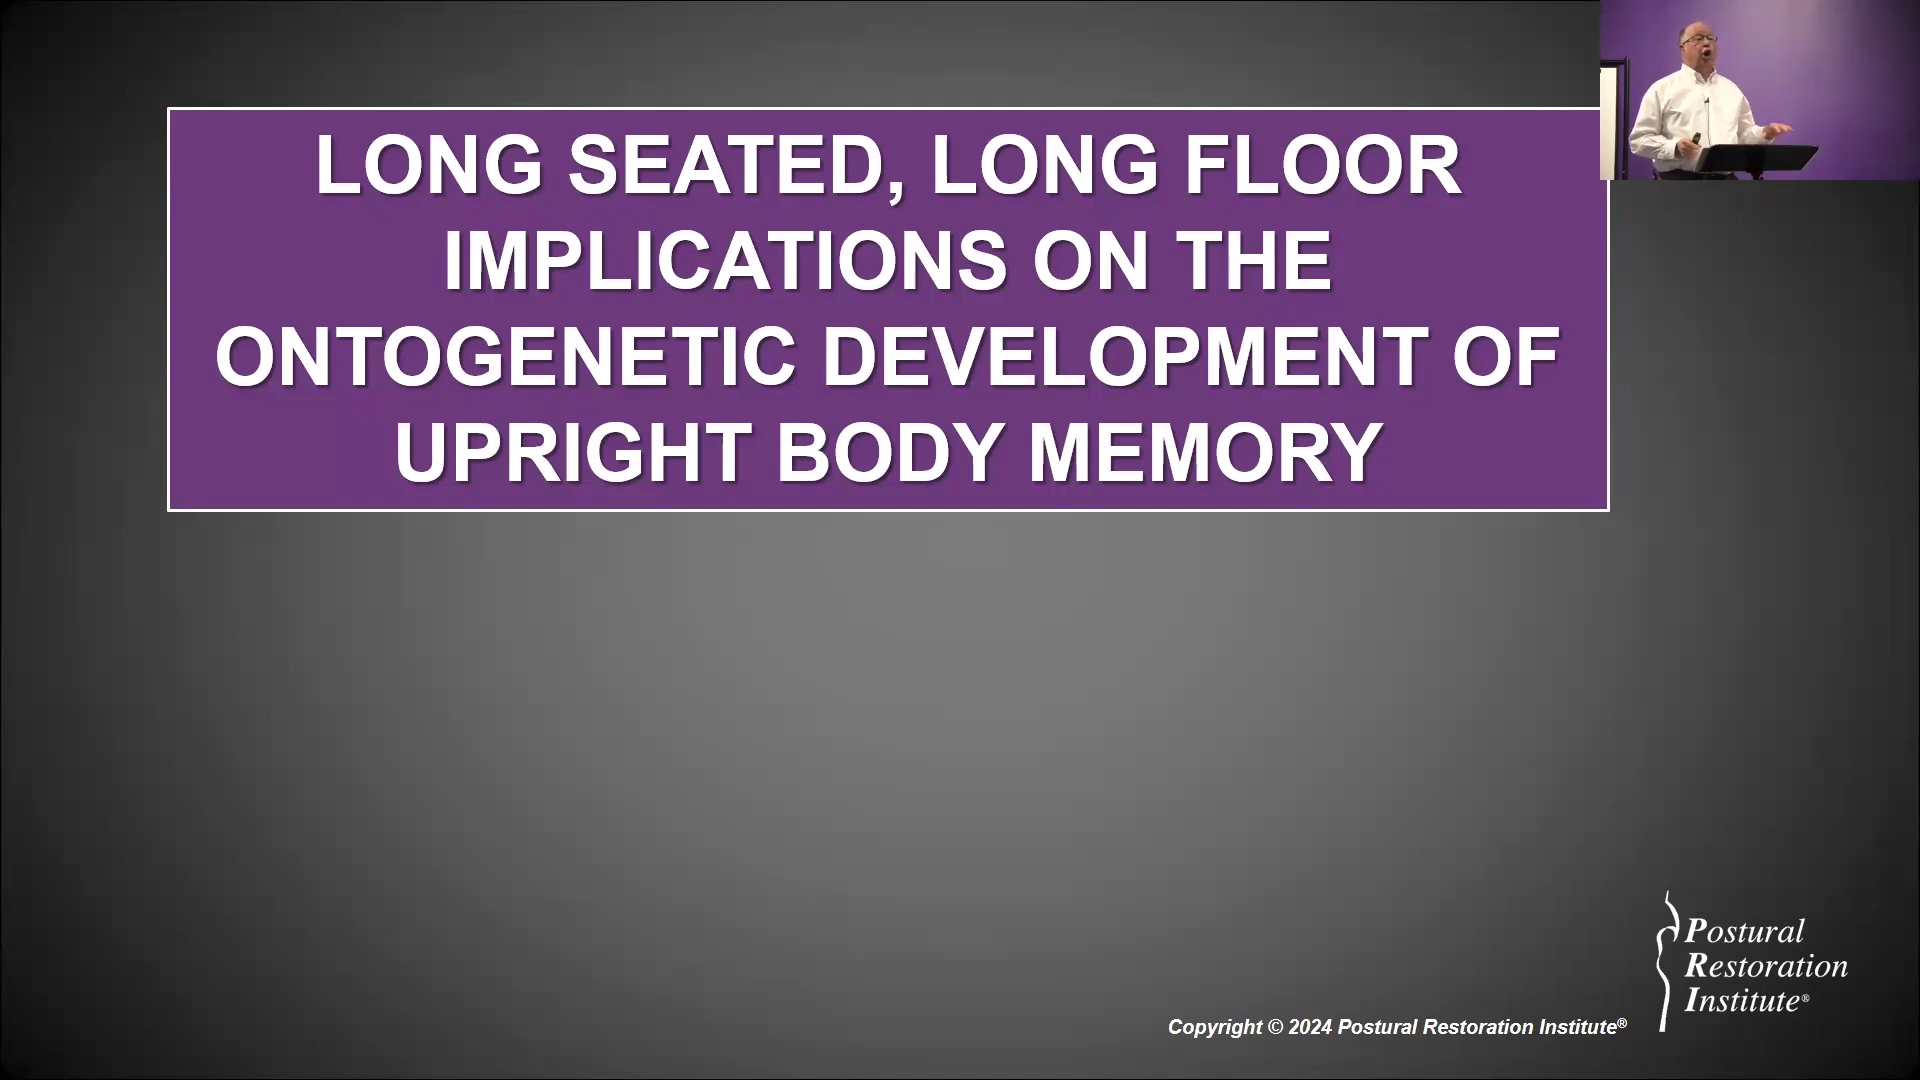 LONG SEATED, LONG FLOOR
IMPLICATIONS ON THE
ONTOGENETIC DEVELOPMENT OF
UPRIGHT BODY MEMORY
Postural
Restoration
Institute®
Copyright © 2024 Postural Restoration Institute®